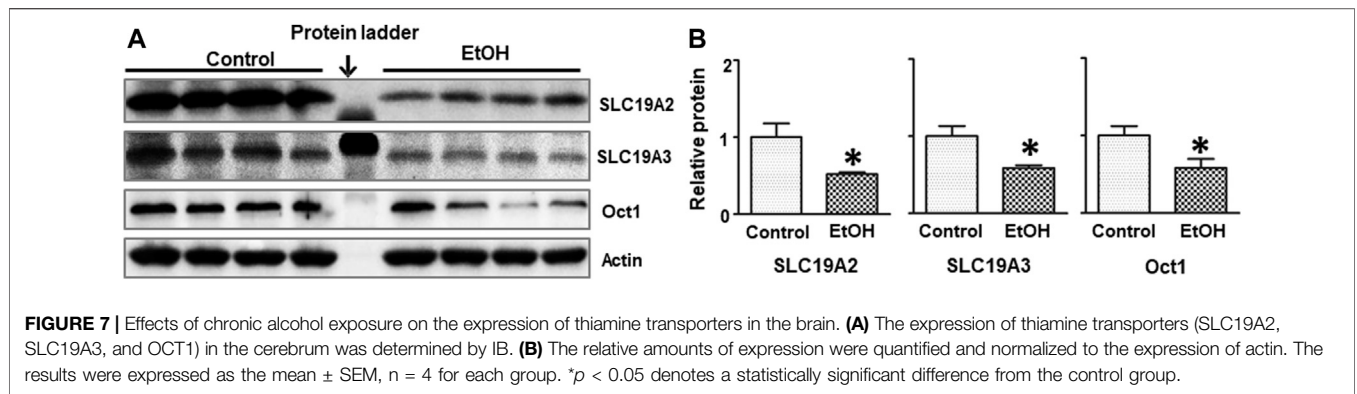 A
Protein ladder
Control
EtOH
SLC19A2
SLC19A3
Oct1
Actin
B
Relative protein
2
1
0
*
*
*
Control EtOH
Control EtOH
Control EtOH
SLC19A2
SLC19A3
Oct1
FIGURE 7 | Effects of chronic alcohol exposure on the expression of thiamine transporters in the brain. (A) The expression of thiamine transporters (SLC19A2,
SLC19A3, and OCT1) in the cerebrum was determined by IB. (B) The relative amounts of expression were quantified and normalized to the expression of actin. The
results were expressed as the mean ± SEM, n = 4 for each group. *p < 0.05 denotes a statistically significant difference from the control group.